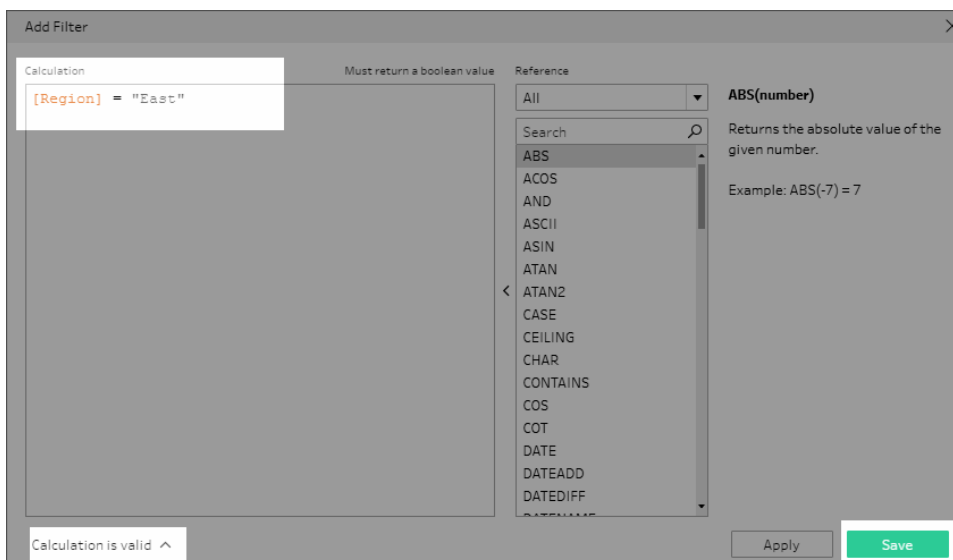 Add Filter
Calculation
Must return a boolean value
Reference
[Region] = "East"
All
ABS(number)
Search
Returns the absolute value of the
given number.
ABS
ACOS
Example: ABS(-7) = 7
AND
ASCII
ASIN
ATAN
ATAN2
CASE
CEILING
CHAR
CONTAINS
COS
COT
DATE
DATEADD
DATEDIFF
DATENAME
Calculation is valid
Apply
Save